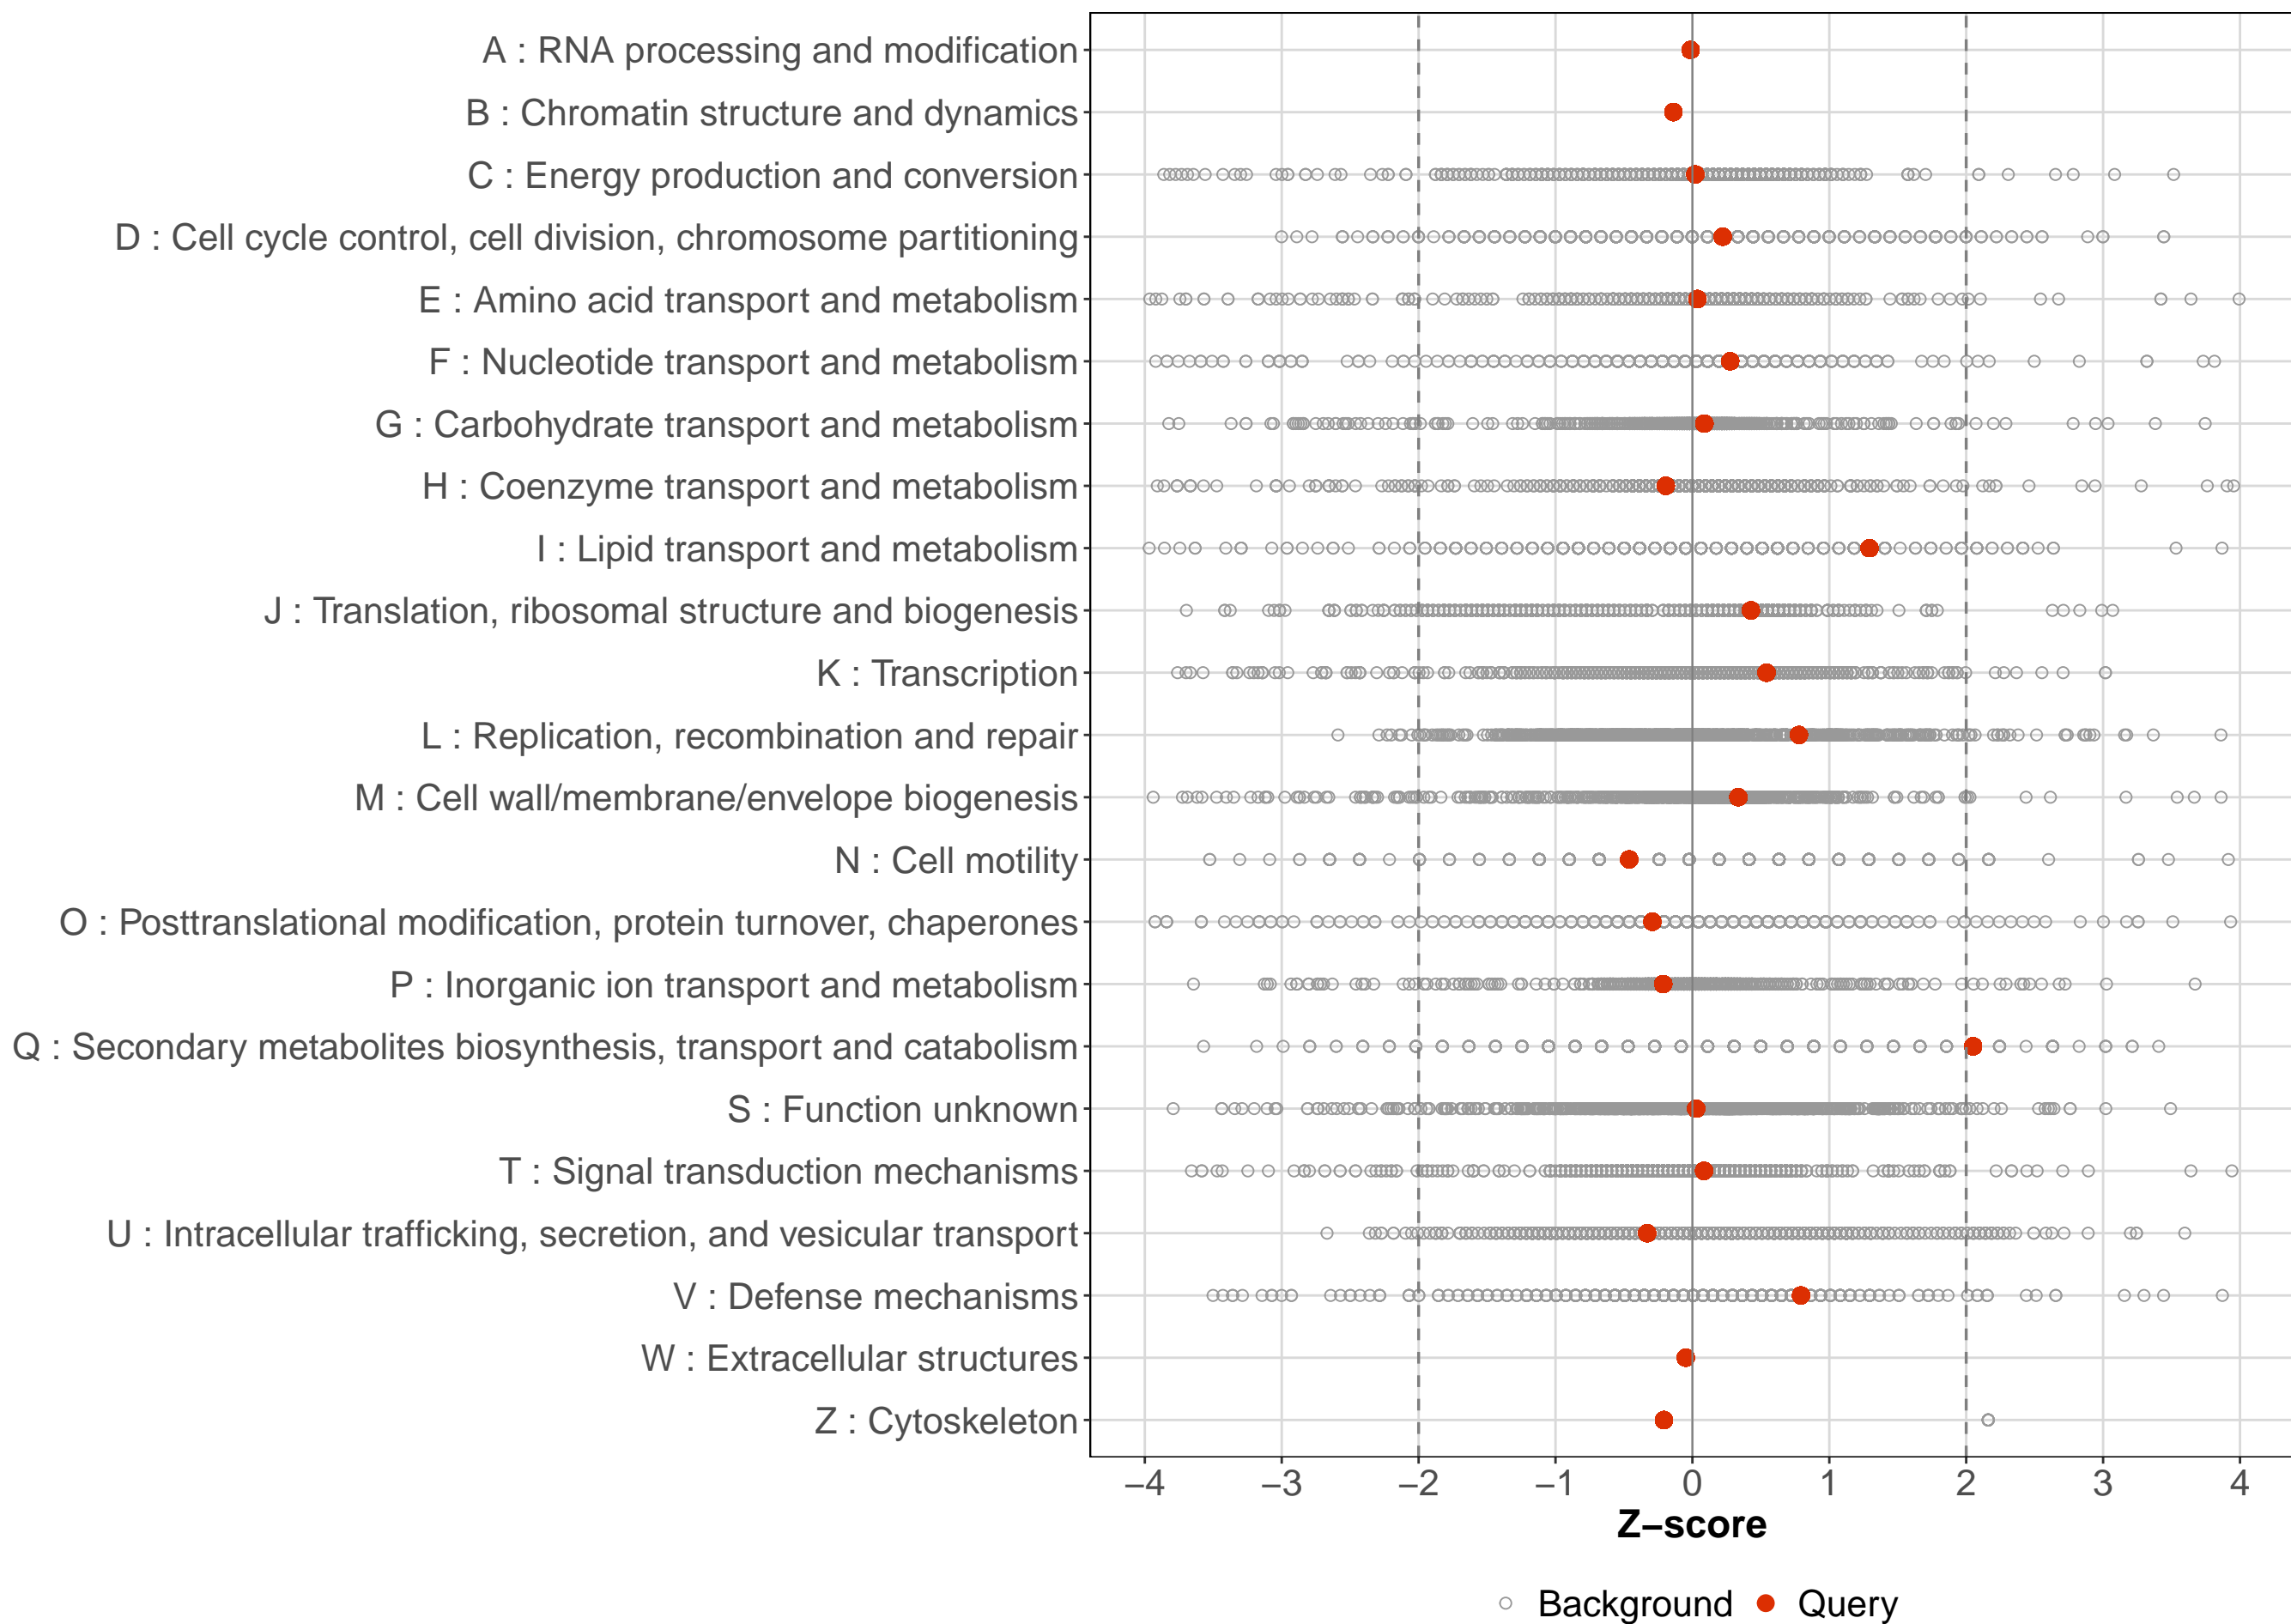 A : RNA processing and modification
B : Chromatin structure and dynamics
C : Energy production and conversion
D : Cell cycle control, cell division, chromosome partitioning
E : Amino acid transport and metabolism
F : Nucleotide transport and metabolism
G : Carbohydrate transport and metabolism
H : Coenzyme transport and metabolism
I : Lipid transport and metabolism
J : Translation, ribosomal structure and biogenesis
K : Transcription
L : Replication, recombination and repair
M : Cell wall/membrane/envelope biogenesis
N : Cell motility
O : Posttranslational modification, protein turnover, chaperones
P : Inorganic ion transport and metabolism
Q : Secondary metabolites biosynthesis, transport and catabolism
S : Function unknown
T : Signal transduction mechanisms
U : Intracellular trafficking, secretion, and vesicular transport
V : Defense mechanisms
W : Extracellular structures
Z : Cytoskeleton
−4 −3 −2 −1 0 1 2 3 4
Z−score
Background Query